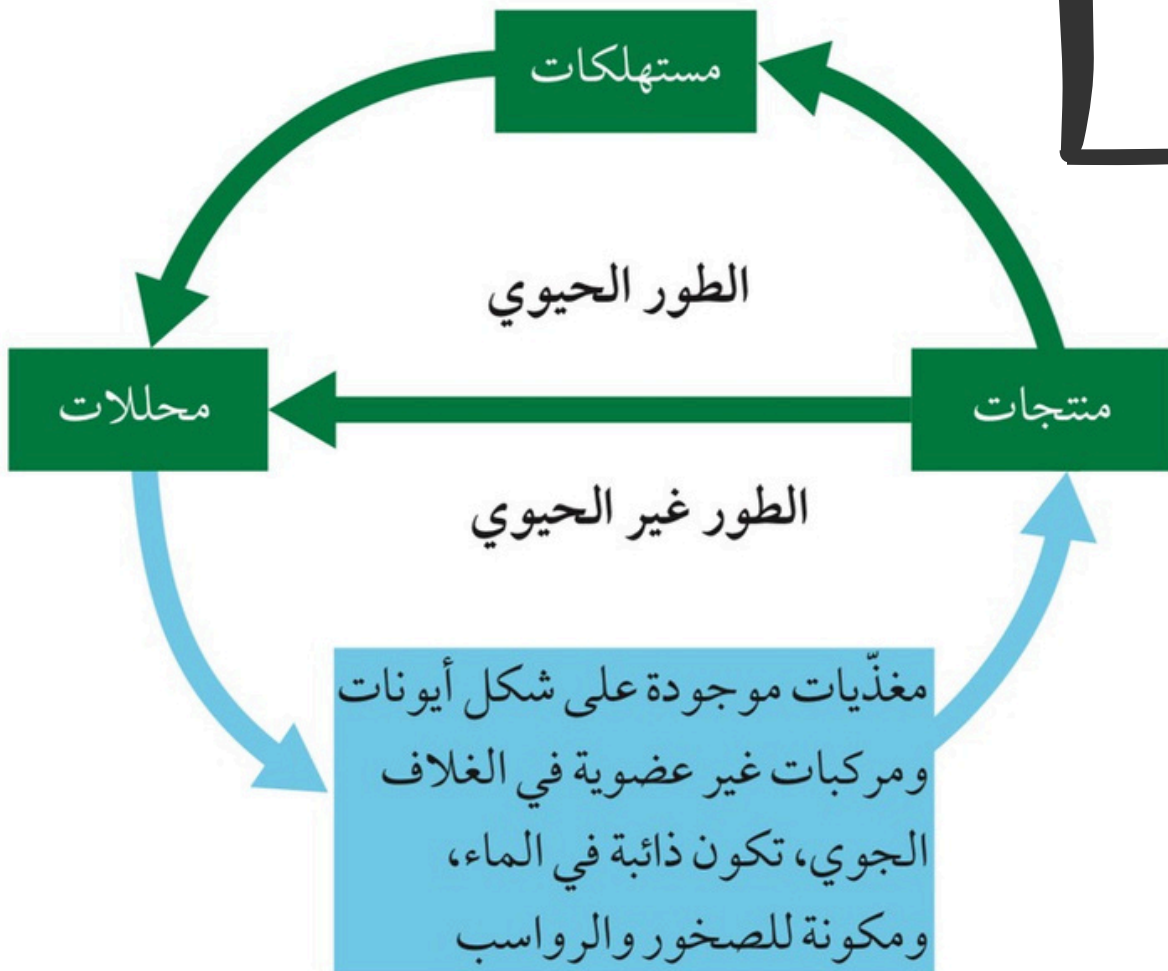 مستهلكات
الطور الحيوي
منتجات
محللات
الطور غير الحيوي
مغذّيات موجودة على شكل أيونات
ومركبات غير عضوية في الغلاف
الجوي، تكون ذائبة في الماء،
ومكونة للصخور والرواسب